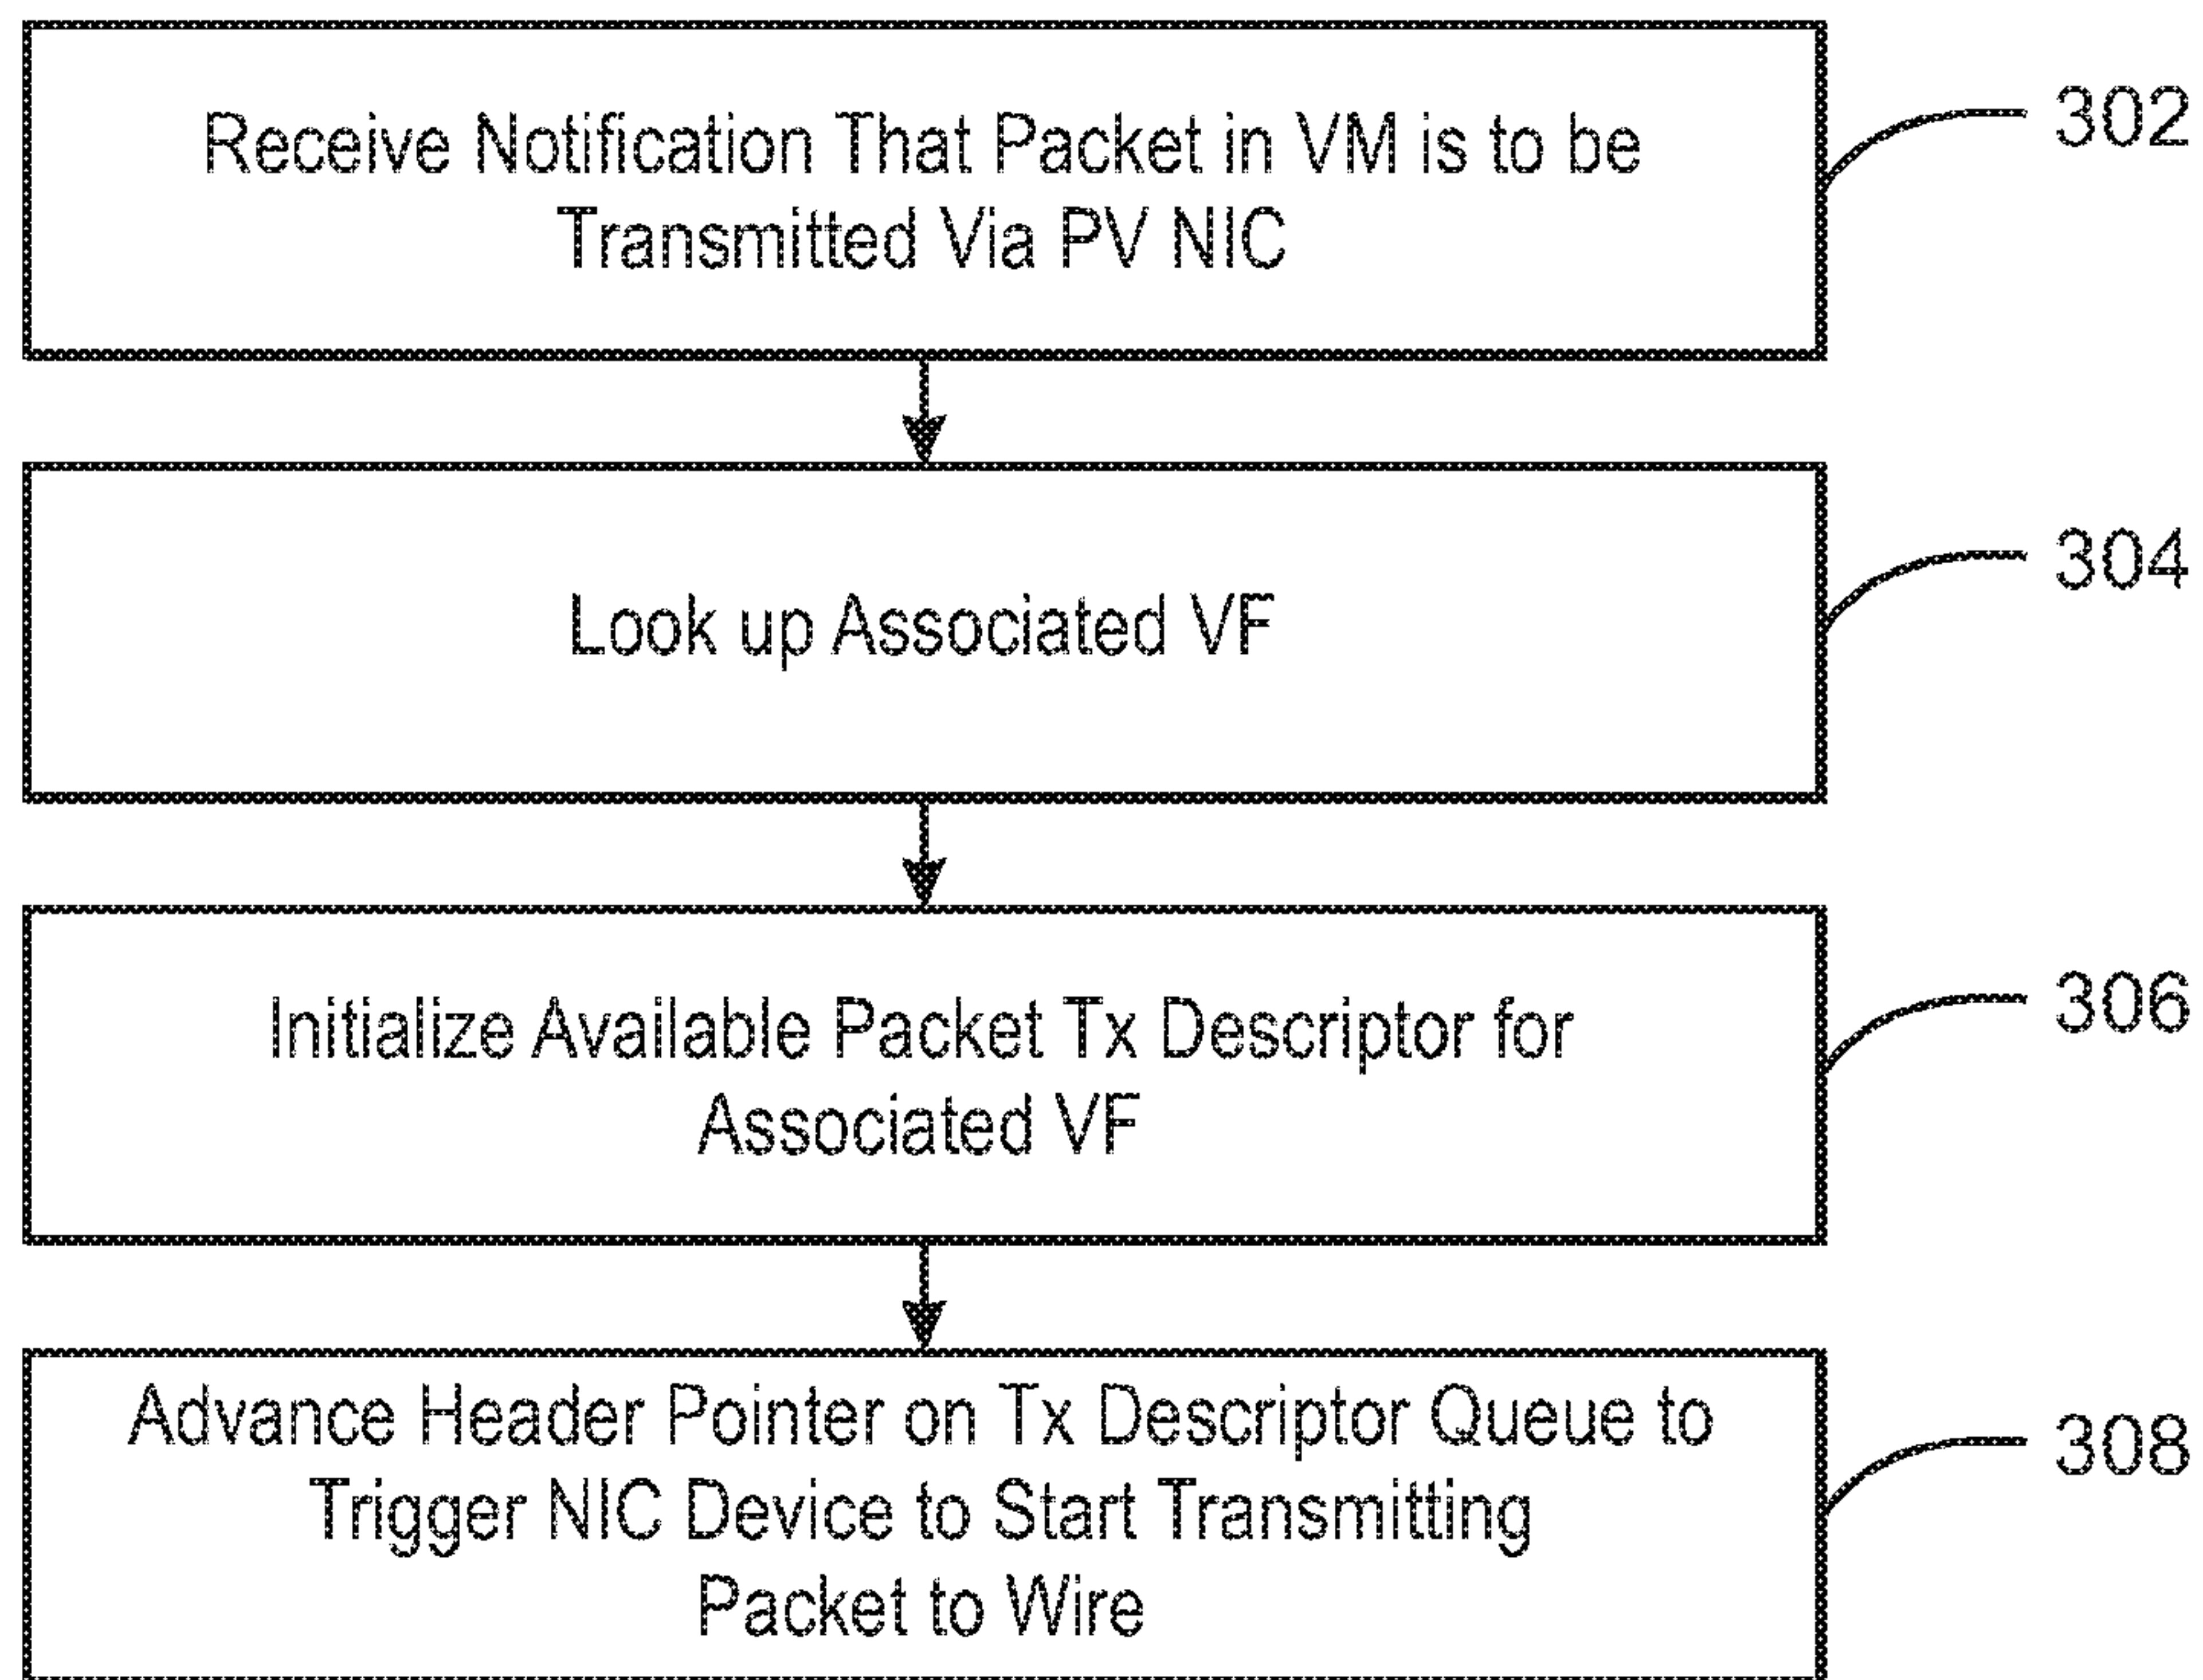 Receive Notification That Packet in VM is to be
Transmitted Via PV NIC
302
Look up Associated VF
304
Initialize Available Packet Tx Descriptor for
Associated VF
306
Advance Header Pointer on Tx Descriptor Queue to
Trigger NIC Device to Start Transmitting
Packet to Wire
308